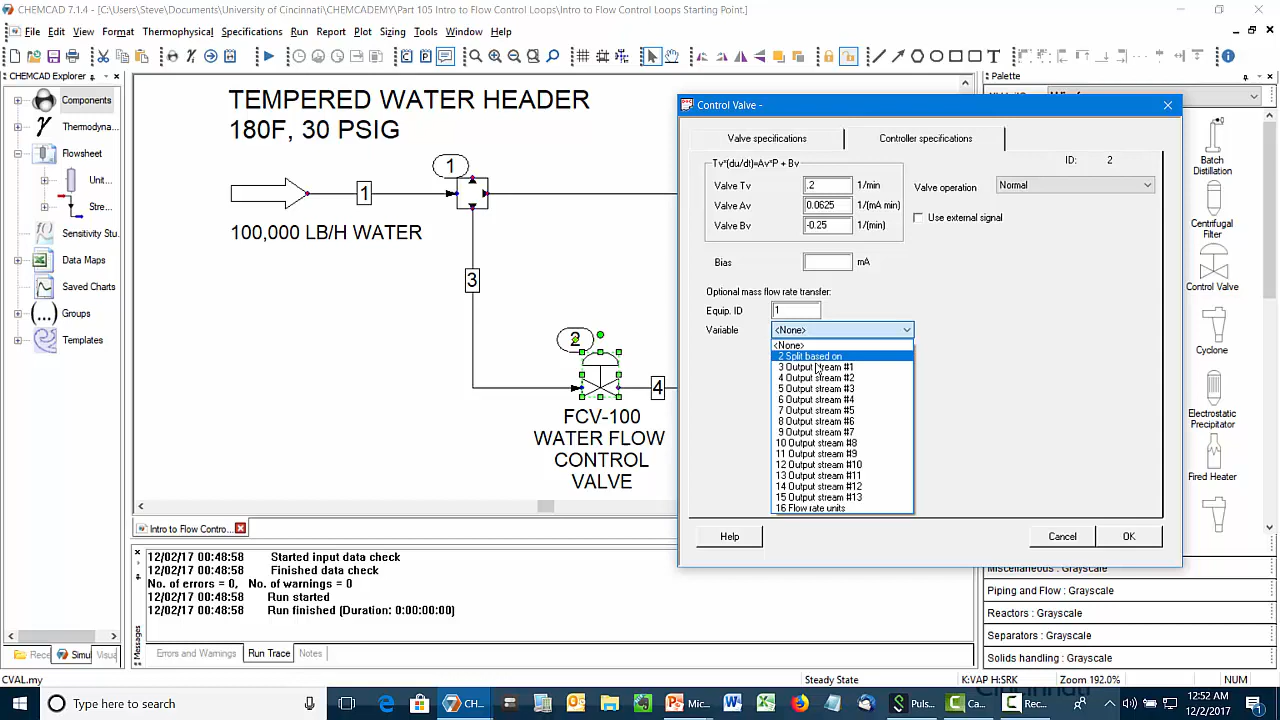 CHEMCAD 7.1.4 - [C:\Users\Steve\Documents\University of Cincinnati\CHEMCADEMY\Part 105 Intro to Flow Control Loops\Intro to Flow Control Loops Starting Point.]
File Edit View Format Thermophysical Specifications Run Report Plot Sizing Tools Window Help
CHEMCAD Explorer
Components
Thermodyna...
Flowsheet
Unit...
Stre...
Sensitivity Stu...
Data Maps
Saved Charts
Groups
Templates
Rece
Simu
Visu
TEMPERED WATER HEADER
180F, 30 PSIG
1
1
100,000 LB/H WATER
3
2
4
FCV-100
WATER FLOW
CONTROL
VALVE
Intro to Flow Contro...
Control Valve -
Valve specifications
Controller specifications
Tv*(du/dt)=Av*P + Bv
ID: 2
Valve Tv .2 1/min
Valve operation Normal
Valve Av 0.0625 1/(mA min)
Use external signal
Valve Bv -0.25 1/(min)
Bias mA
Optional mass flow rate transfer:
Equip. ID 1
Variable <None>
<None>
2 Split based on
3 Output stream #1
4 Output stream #2
5 Output stream #3
6 Output stream #4
7 Output stream #5
8 Output stream #6
9 Output stream #7
10 Output stream #8
11 Output stream #9
12 Output stream #10
13 Output stream #11
14 Output stream #12
15 Output stream #13
16 Flow rate units
Help
Cancel
OK
Palette
Batch
Distillation
Centrifugal
Filter
Control Valve
Cyclone
Electrostatic
Precipitator
Fired Heater
Miscellaneous : Grayscale
Piping and Flow : Grayscale
Reactors : Grayscale
Separators : Grayscale
Solids handling : Grayscale
Messages
12/02/17 00:48:58 Started input data check
12/02/17 00:48:58 Finished data check
No. of errors = 0, No. of warnings = 0
12/02/17 00:48:58 Run started
12/02/17 00:48:58 Run finished (Duration: 0:00:00:00)
Errors and Warnings
Run Trace
Notes
CVAL.my
Steady State
K:VAP H:SRK
Zoom 192.0%
NUM
Cincinnati
Type here to search
CH...
Mic...
Puls...
Ca...
Rec...
12:52 AM
12/2/2017